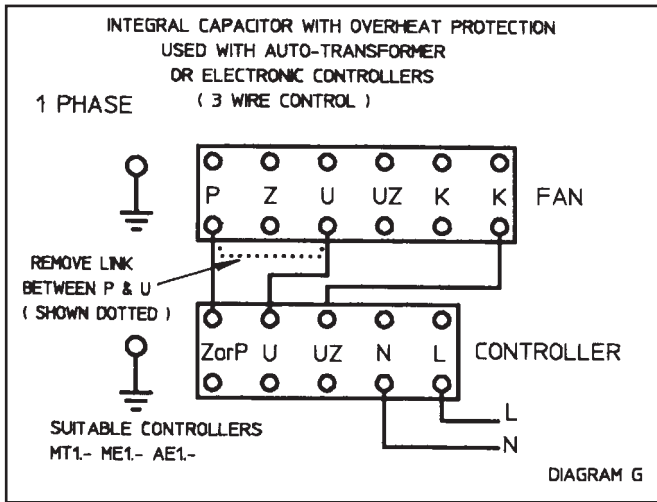 INTEGRAL CAPACITOR WITH OVERHEAT PROTECTION
USED WITH AUTO-TRANSFORMER
OR ELECTRONIC CONTROLLERS
( 3 WIRE CONTROL )
1 PHASE
P Z U UZ K K
FAN
REMOVE LINK
BETWEEN P & U
( SHOWN DOTTED )
ZorP U UZ N L
CONTROLLER
L
N
SUITABLE CONTROLLERS
MT1.- ME1.- AE1.-
DIAGRAM G